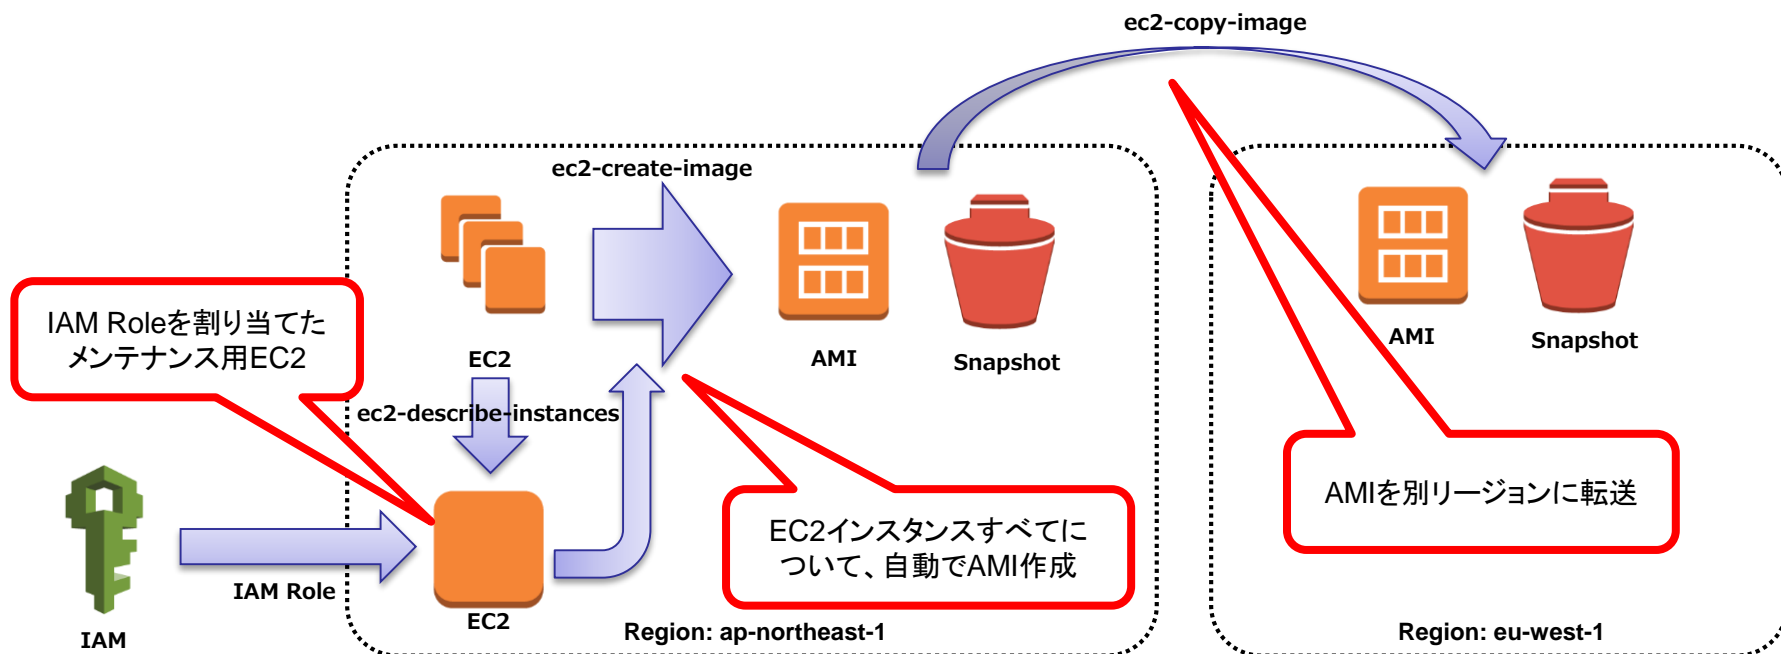 ec2-copy-image
ec2-create-image
IAM Roleを割り当てた
メンテナンス用EC2
EC2
AMI
Snapshot
AMI
Snapshot
ec2-describe-instances
AMIを別リージョンに転送
EC2インスタンスすべてに
ついて、自動でAMI作成
IAM Role
IAM
EC2
Region: ap-northeast-1
Region: eu-west-1